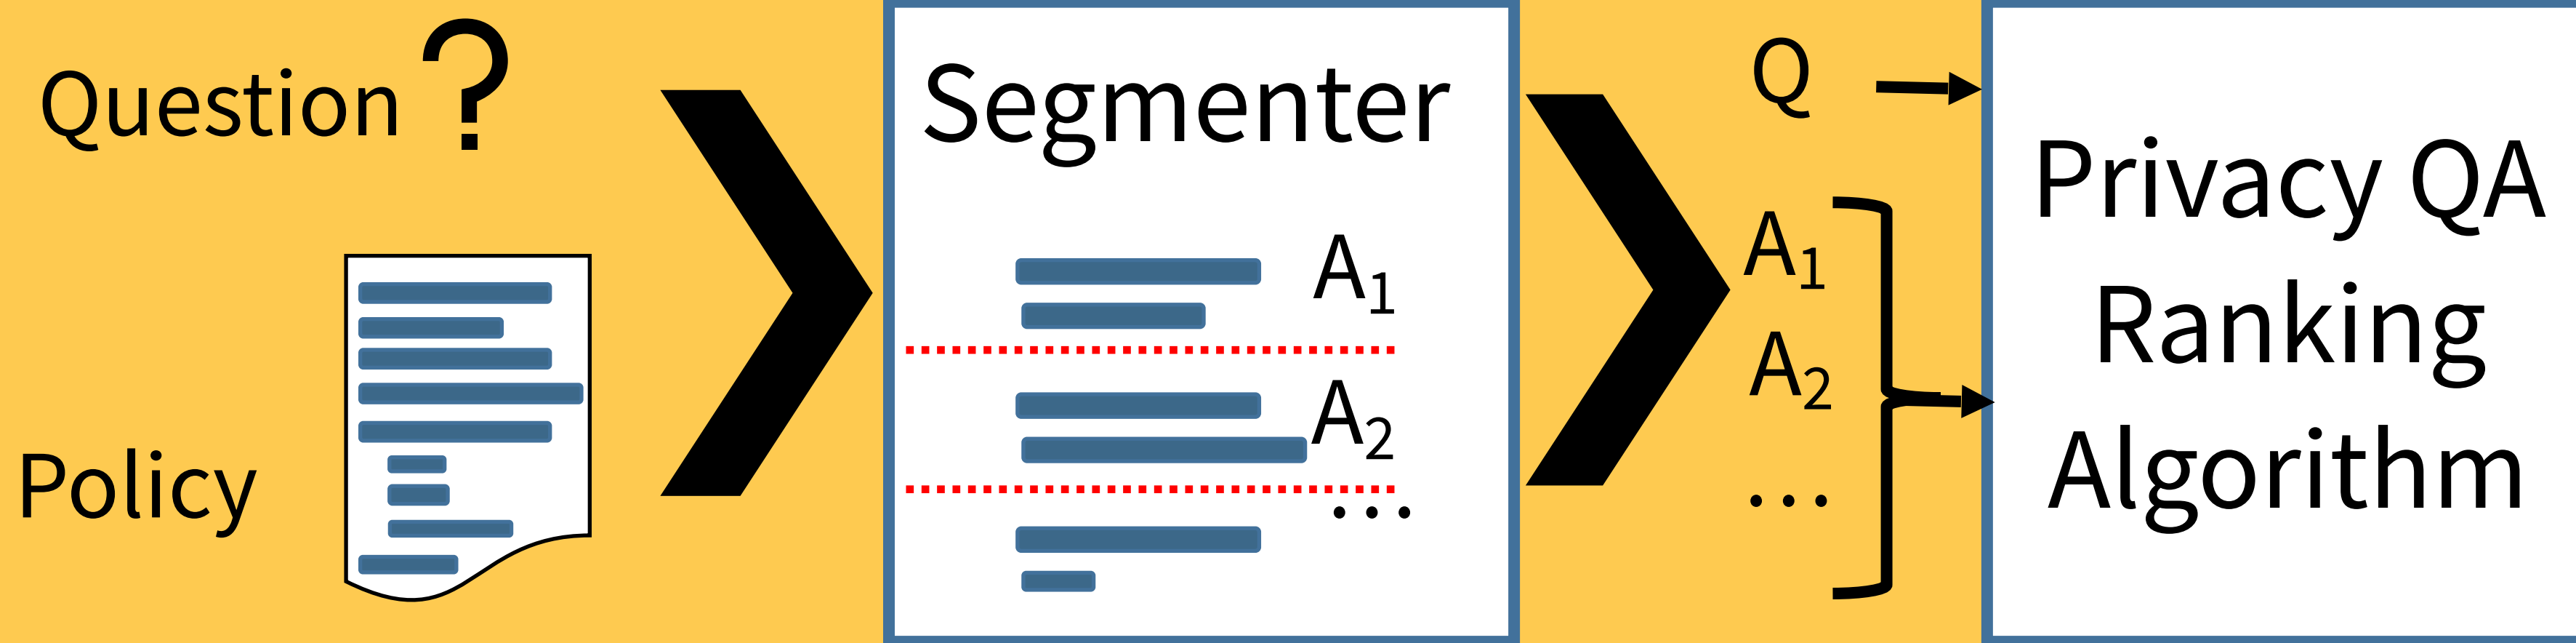 Question ?
Policy
Segmenter
A₁
A₂
...
Q
A₁
A₂
...
Privacy QA
Ranking
Algorithm